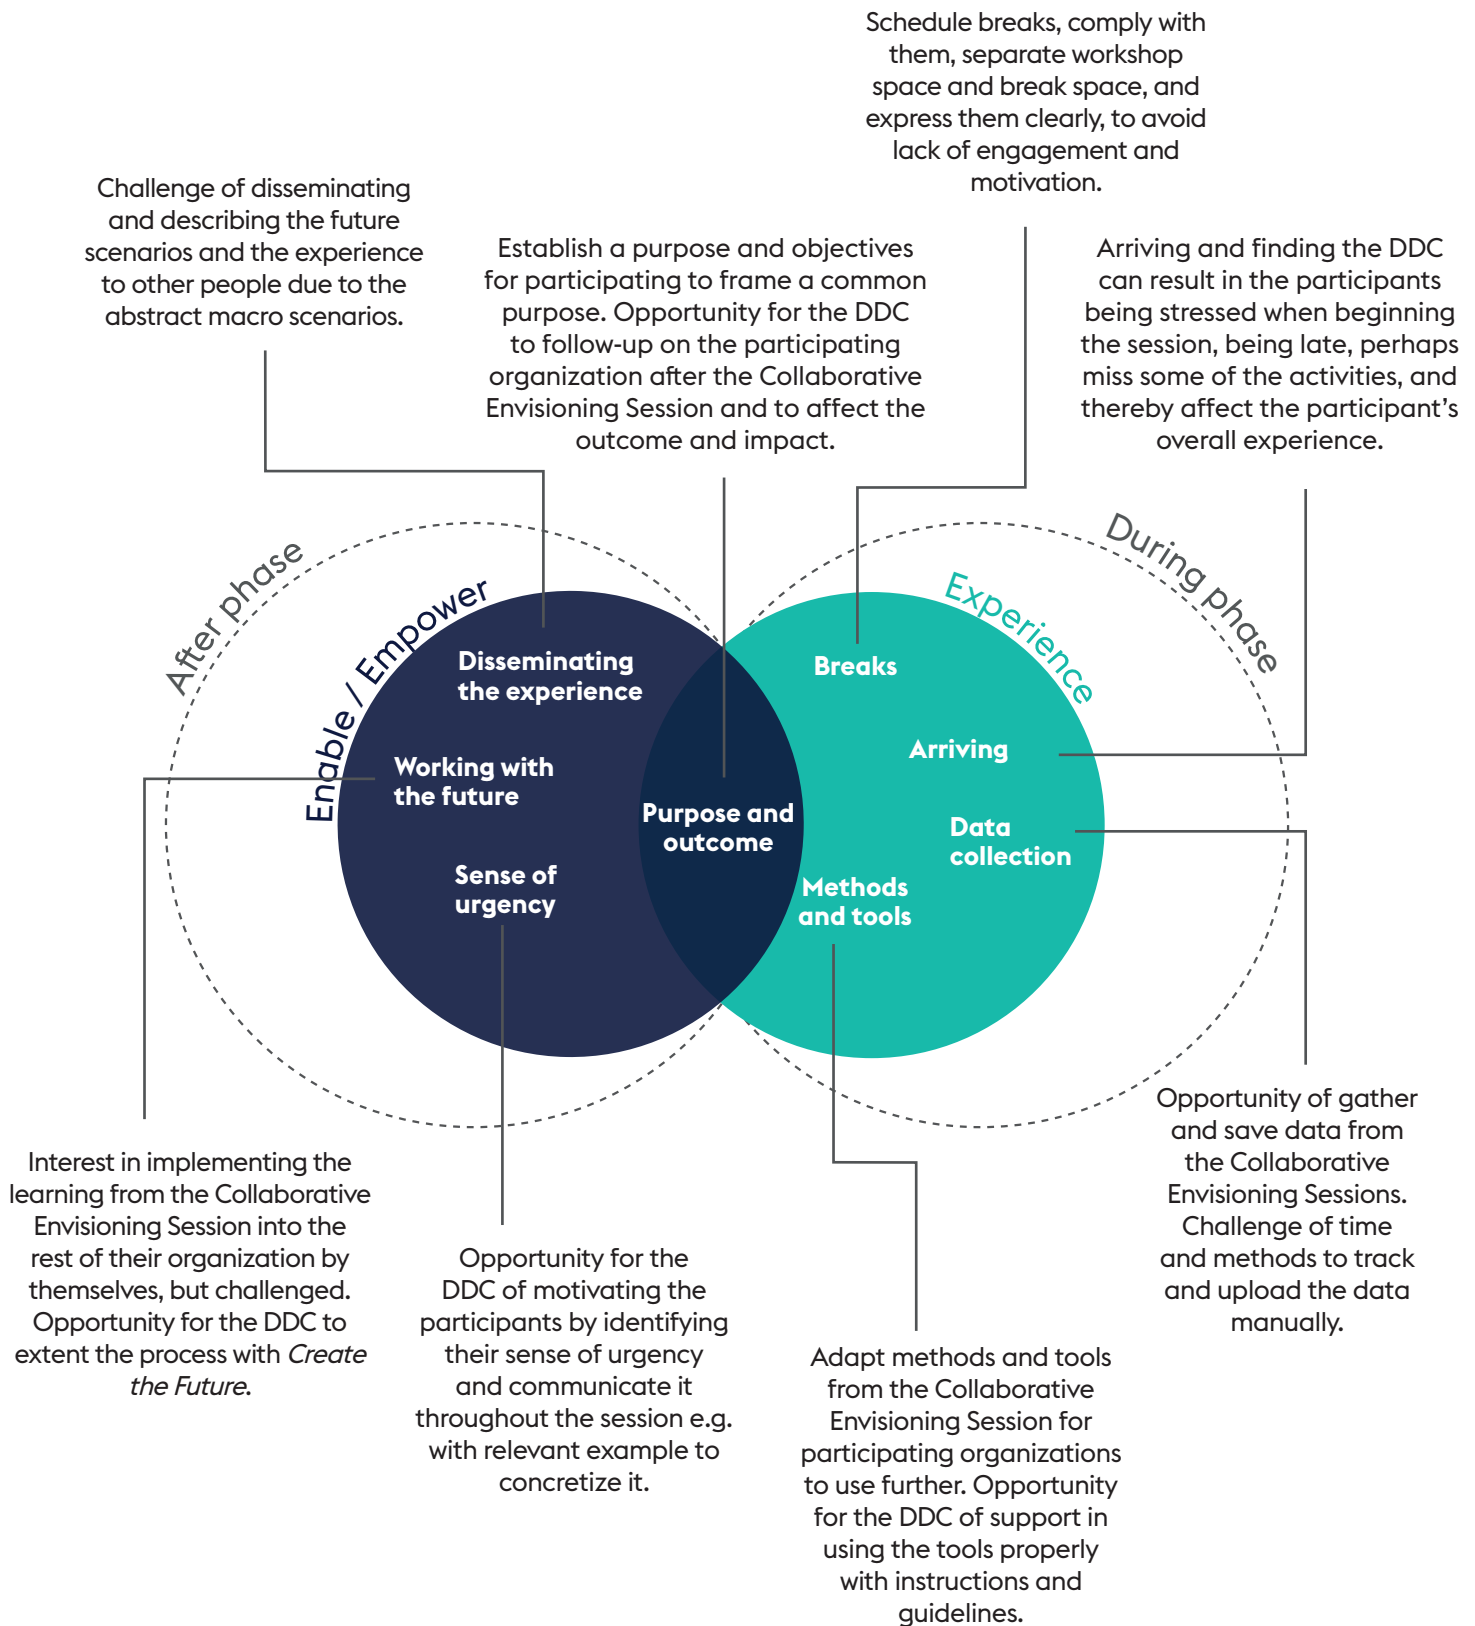 Schedule breaks, comply with
them, separate workshop
space and break space, and
express them clearly, to avoid
lack of engagement and
motivation.
Challenge of disseminating
and describing the future
scenarios and the experience
to other people due to the
abstract macro scenarios.
Establish a purpose and objectives
for participating to frame a common
purpose. Opportunity for the DDC
to follow-up on the participating
organization after the Collaborative
Envisioning Session and to affect the
outcome and impact.
Arriving and finding the DDC
can result in the participants
being stressed when beginning
the session, being late, perhaps
miss some of the activities, and
thereby affect the participant's
overall experience.
After phase
Enable / Empower
Experience
During phase
Disseminating
the experience
Working with
the future
Sense of
urgency
Purpose and
outcome
Breaks
Arriving
Data
collection
Methods
and tools
Interest in implementing the
learning from the Collaborative
Envisioning Session into the
rest of their organization by
themselves, but challenged.
Opportunity for the DDC to
extent the process with Create
the Future.
Opportunity for the
DDC of motivating the
participants by identifying
their sense of urgency
and communicate it
throughout the session e.g.
with relevant example to
concretize it.
Adapt methods and tools
from the Collaborative
Envisioning Session for
participating organizations
to use further. Opportunity
for the DDC of support in
using the tools properly
with instructions and
guidelines.
Opportunity of gather
and save data from
the Collaborative
Envisioning Sessions.
Challenge of time
and methods to track
and upload the data
manually.